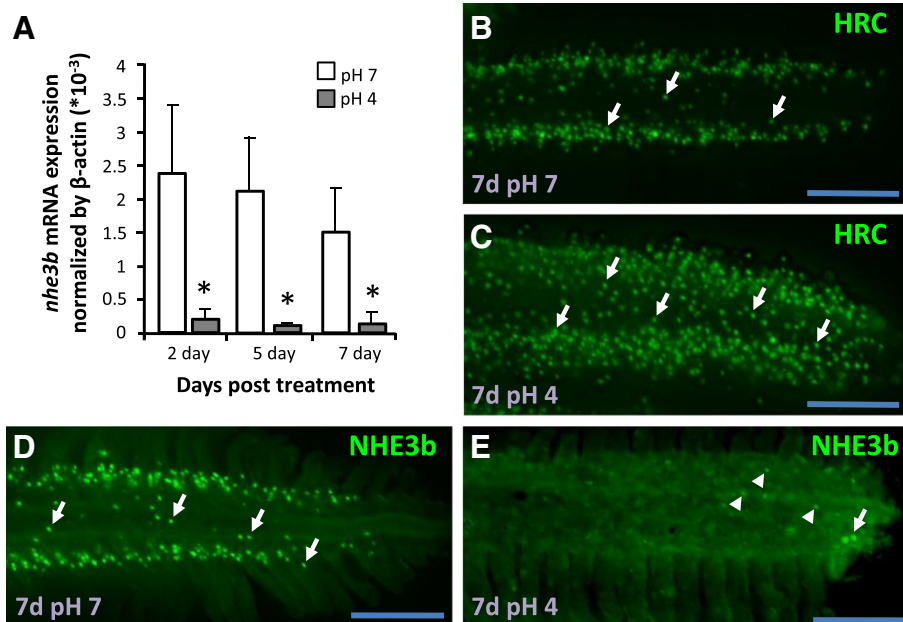 A
nhe3b mRNA expression
normalized by β-actin (*10-3)
4
3.5
3
2.5
2
1.5
1
0.5
0
pH 7
pH 4
*
*
*
2 day
5 day
7 day
Days post treatment
B
HRC
7d pH 7
C
HRC
7d pH 4
D
NHE3b
7d pH 7
E
NHE3b
7d pH 4